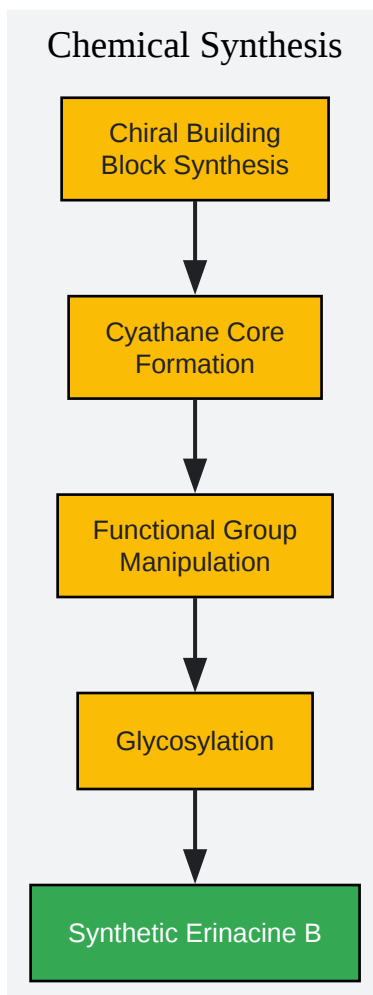 Chemical Synthesis
Chiral Building
Block Synthesis
Cyathane Core
Formation
Functional Group
Manipulation
Glycosylation
Synthetic Erinacine B